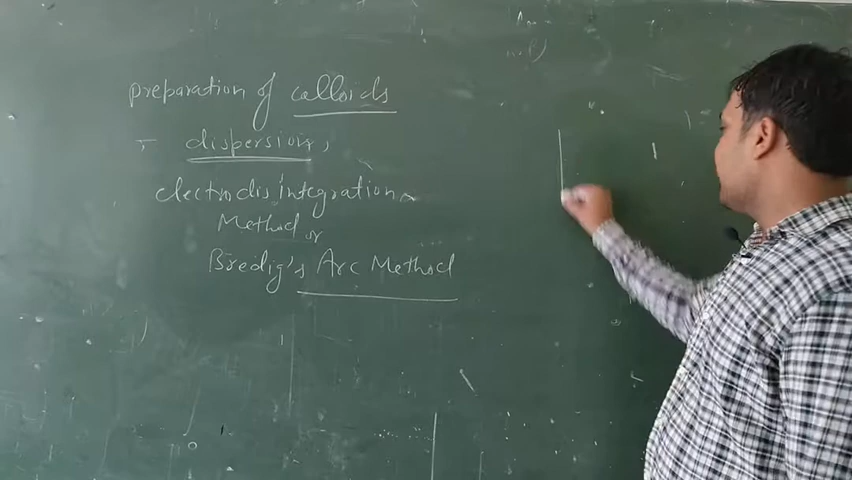 preparation of colloids
dispersion,
electrodisintegration
Method or
Bredig's Arc Method